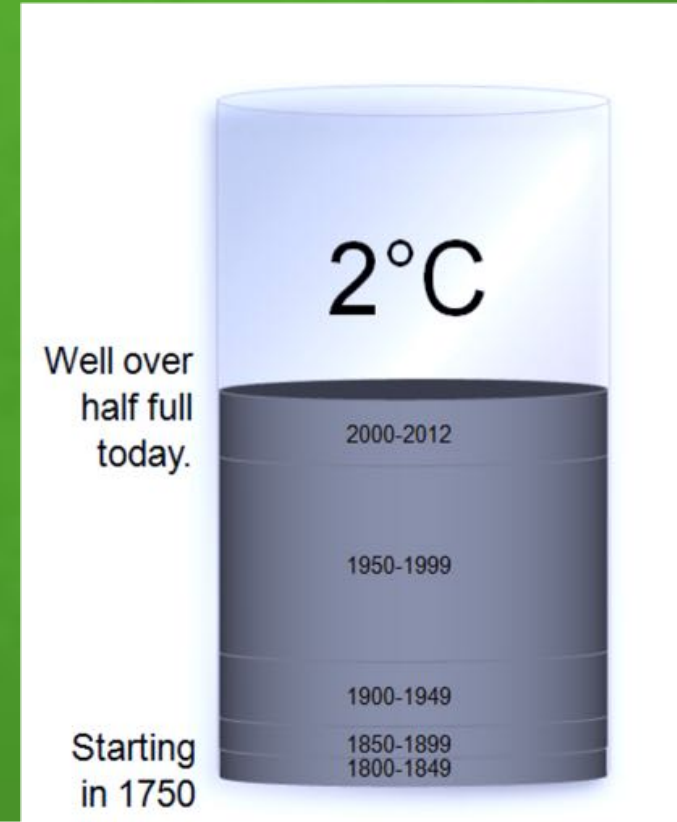 2°C
Well over
half full
today.
2000-2012
1950-1999
1900-1949
1850-1899
1800-1849
Starting
in 1750